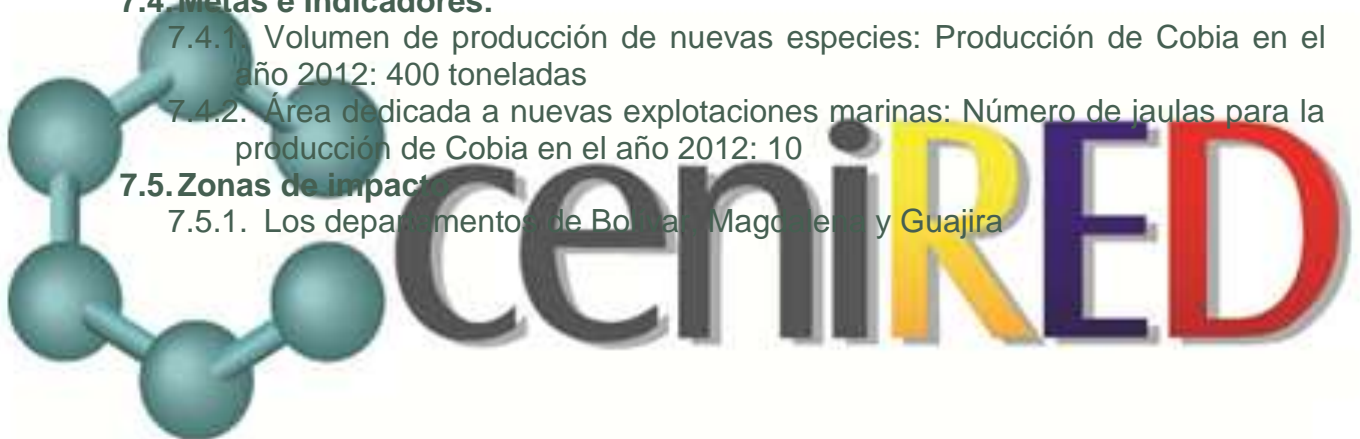 7.4. Metas e Indicadores:
7.4.1. Volumen de producción de nuevas especies: Producción de Cobia en el
año 2012: 400 toneladas
7.4.2. Área dedicada a nuevas explotaciones marinas: Número de jaulas para la
producción de Cobia en el año 2012: 10
7.5. Zonas de impacto
7.5.1. Los departamentos de Bolívar, Magdalena y Guajira
ceniRED